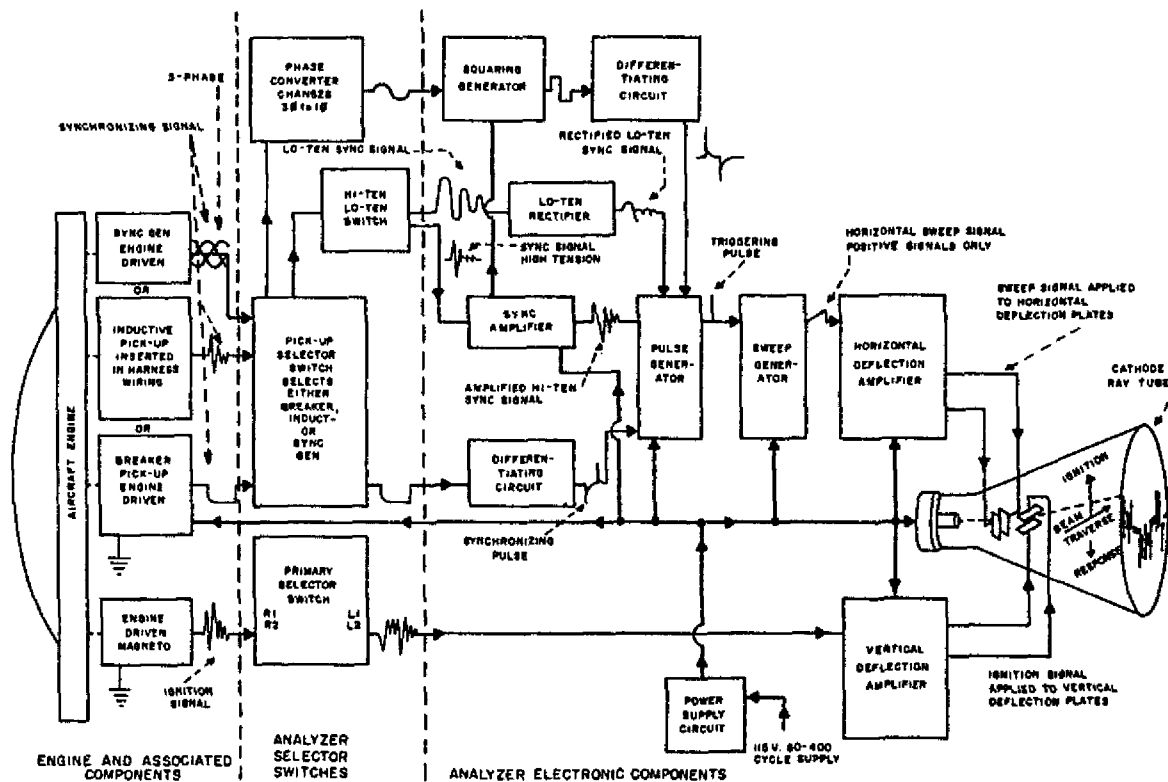 3-PHASE
SYNCHRONIZING SIGNAL
PHASE
CONVERTER
CHANGES
3Ø to 1Ø
SQUARING
GENERATOR
DIFFEREN-
TIATING
CIRCUIT
LO-TEN SYNC SIGNAL
RECTIFIED LO-TEN
SYNC SIGNAL
HI-TEN
LO-TEN
SWITCH
LO-TEN
RECTIFIER
SYNC SIGNAL
HIGH TENSION
TRIGGERING
PULSE
HORIZONTAL SWEEP SIGNAL
POSITIVE SIGNALS ONLY
SWEEP SIGNAL APPLIED
TO HORIZONTAL
DEFLECTION PLATES
AIRCRAFT ENGINE
SYNC GEN
ENGINE
DRIVEN
OR
INDUCTIVE
PICK-UP
INSERTED
IN HARNESS
WIRING
OR
BREAKER
PICK-UP
ENGINE
DRIVEN
PICK-UP
SELECTOR
SWITCH
SELECTS
EITHER
BREAKER,
INDUCT-
OR
SYNC
GEN
SYNC
AMPLIFIER
AMPLIFIED HI-TEN
SYNC SIGNAL
PULSE
GENERATOR
SWEEP
GENERATOR
HORIZONTAL
DEFLECTION
AMPLIFIER
CATHODE
RAY TUBE
DIFFEREN-
TIATING
CIRCUIT
SYNCHRONIZING
PULSE
IGNITION
BEAM
TRAVERSE
RESPONSE
ENGINE
DRIVEN
MAGNETO
IGNITION
SIGNAL
PRIMARY
SELECTOR
SWITCH
R1 L1
R2 L2
VERTICAL
DEFLECTION
AMPLIFIER
IGNITION SIGNAL
APPLIED TO VERTICAL
DEFLECTION PLATES
POWER
SUPPLY
CIRCUIT
115 V. 60-400
CYCLE SUPPLY
ENGINE AND ASSOCIATED
COMPONENTS
ANALYZER
SELECTOR
SWITCHES
ANALYZER ELECTRONIC COMPONENTS